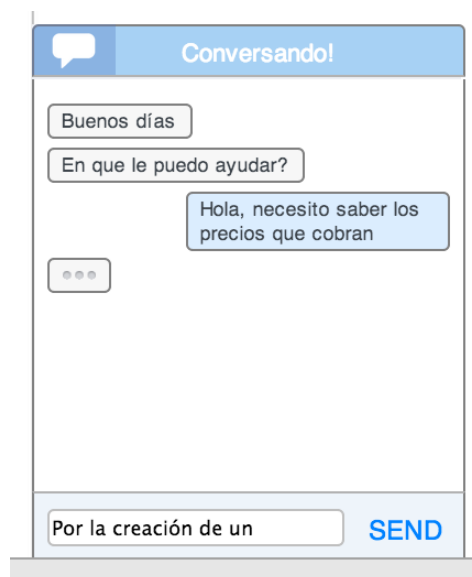 Conversando!
Buenos días
En que le puedo ayudar?
Hola, necesito saber los
precios que cobran
Por la creación de un
SEND